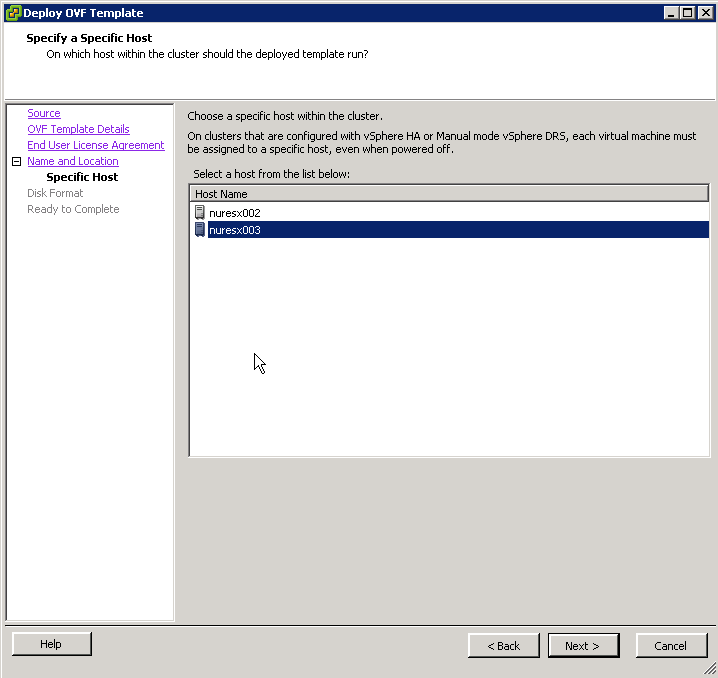 Deploy OVF Template
Specify a Specific Host
On which host within the cluster should the deployed template run?
Source
OVF Template Details
End User License Agreement
Name and Location
Specific Host
Disk Format
Ready to Complete
Choose a specific host within the cluster.
On clusters that are configured with vSphere HA or Manual mode vSphere DRS, each virtual machine must
be assigned to a specific host, even when powered off.
Select a host from the list below:
Host Name
nuresx002
nuresx003
Help
< Back
Next >
Cancel